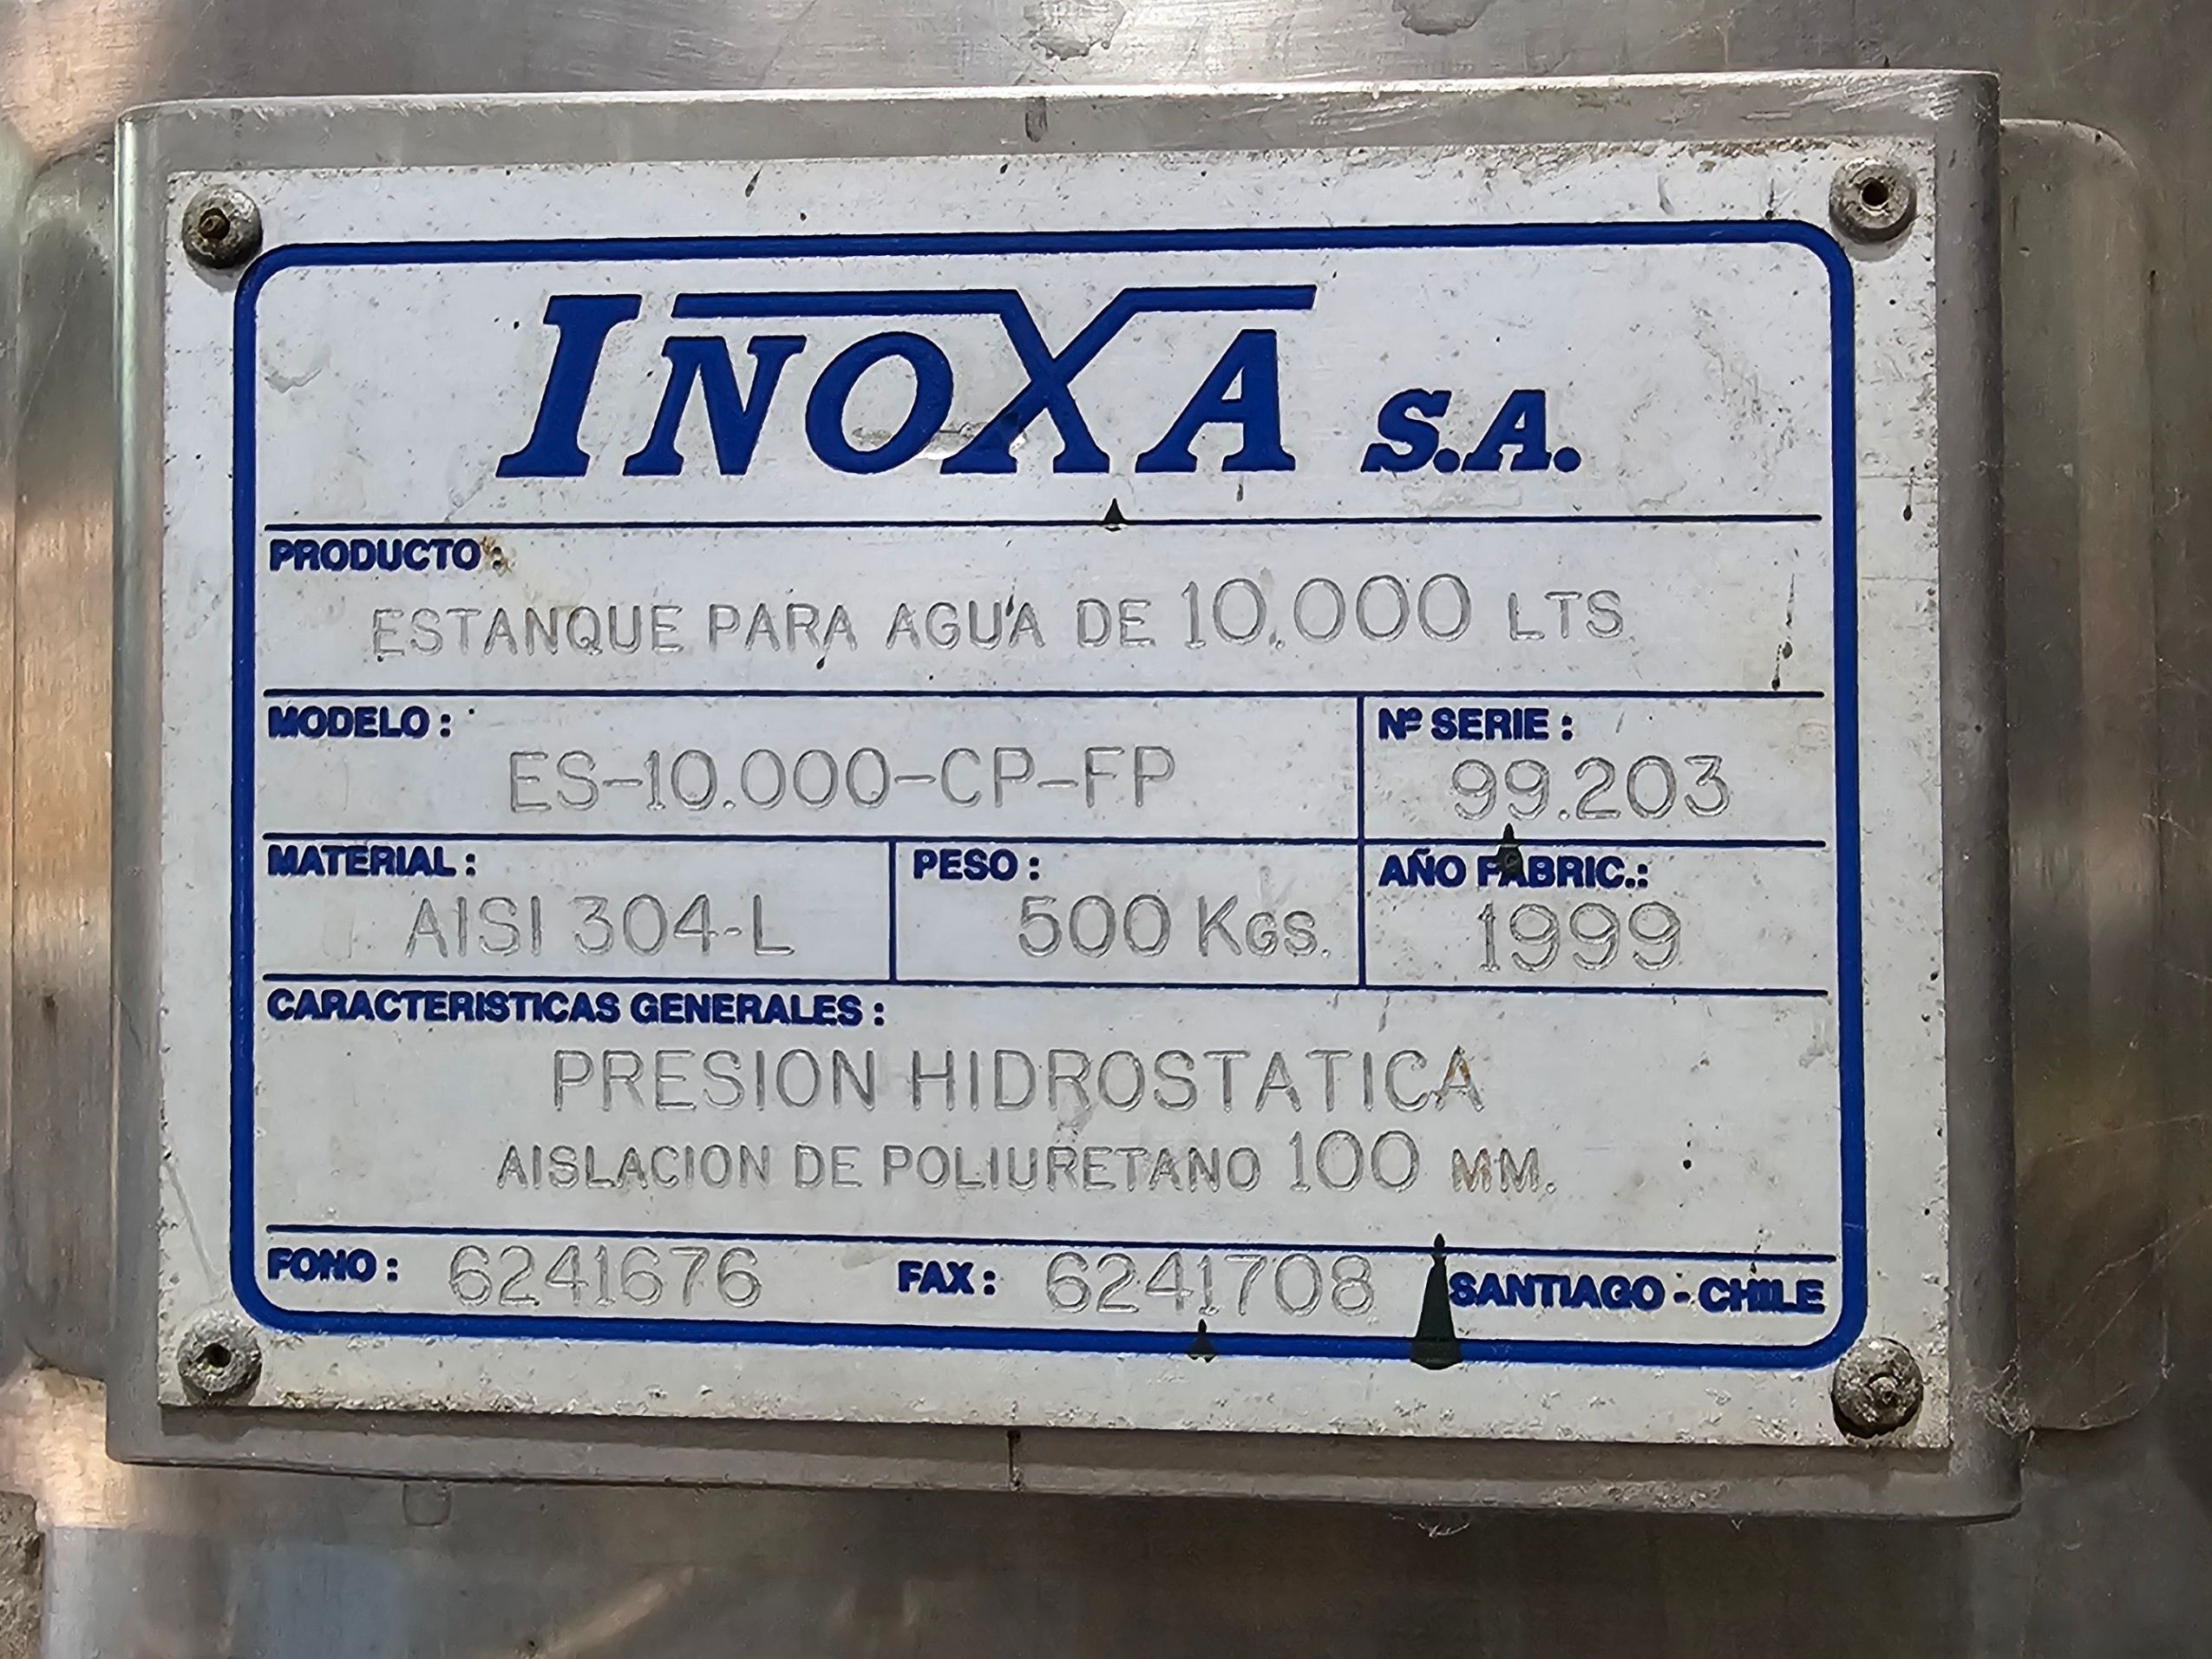 INOXA S.A.
PRODUCTO:
ESTANQUE PARA AGUA DE 10.000 LTS
MODELO:
ES-10.000-CP-FP
Nº SERIE:
99.203
MATERIAL:
AISI 304-L
PESO:
500 KGS.
AÑO FABRIC.:
1999
CARACTERISTICAS GENERALES:
PRESION HIDROSTATICA
AISLACION DE POLIURETANO 100 MM.
FONO: 6241676 FAX: 6241708 SANTIAGO - CHILE